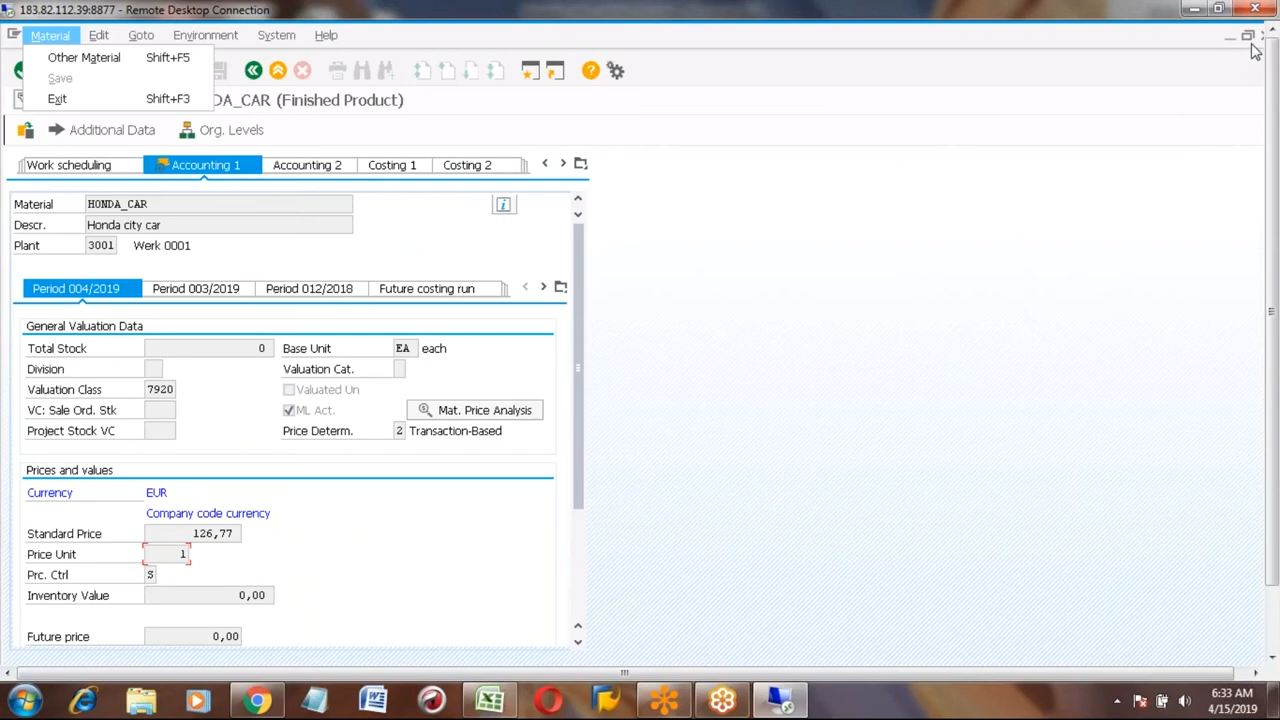 183.82.112.39:8877 - Remote Desktop Connection
Material Edit Goto Environment System Help
Other Material Shift+F5
Save
Exit Shift+F3
DA_CAR (Finished Product)
Additional Data Org. Levels
Work scheduling Accounting 1 Accounting 2 Costing 1 Costing 2
Material HONDA_CAR
Descr. Honda city car
Plant 3001 Werk 0001
Period 004/2019 Period 003/2019 Period 012/2018 Future costing run
General Valuation Data
Total Stock 0 Base Unit EA each
Division Valuation Cat.
Valuation Class 7920 Valuated Un
VC: Sale Ord. Stk ML Act. Mat. Price Analysis
Project Stock VC Price Determ. 2 Transaction-Based
Prices and values
Currency EUR
Company code currency
Standard Price 126,77
Price Unit 1
Prc. Ctrl S
Inventory Value 0,00
Future price 0,00
6:33 AM
4/15/2019